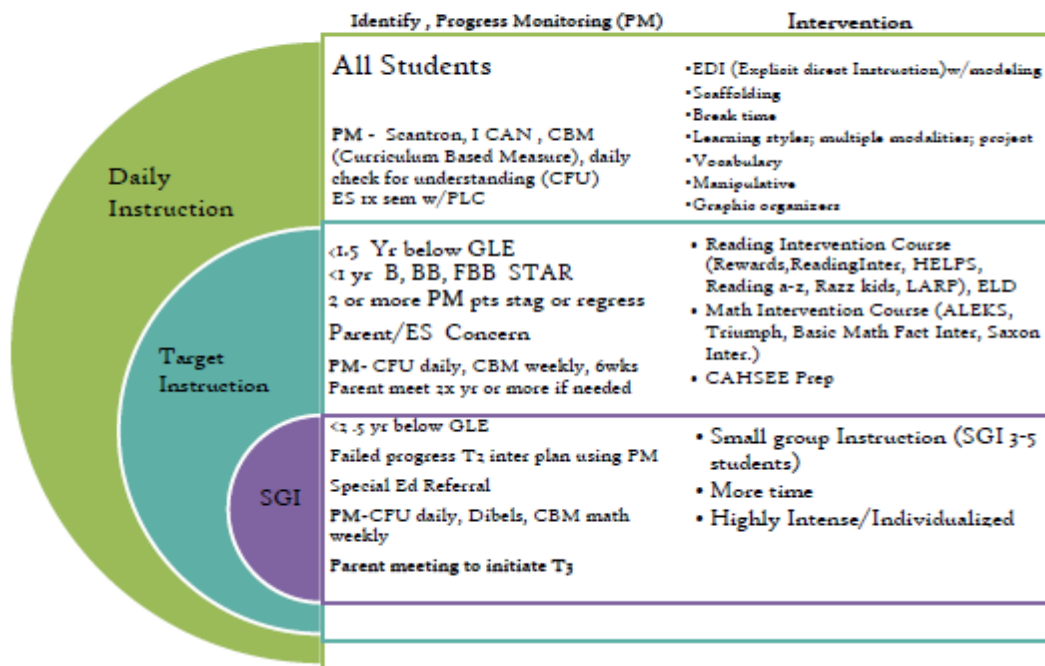 Identify , Progress Monitoring (PM)
Intervention
Daily
Instruction
All Students
PM - Scantron, I CAN , CBM
(Curriculum Based Measure), daily
check for understanding (CFU)
ES 1x sem w/PLC
•EDI (Explicit direct Instruction)w/modeling
•Scaffolding
•Break time
•Learning styles; multiple modalities; project
•Vocabulary
•Manipulative
•Graphic organizers
Target
Instruction
<1.5 Yr below GLE
<1 yr B, BB, FBB STAR
2 or more PM pts stag or regress
Parent/ES Concern
PM- CFU daily, CBM weekly, 6wks
Parent meet 2x yr or more if needed
• Reading Intervention Course
(Rewards,ReadingInter, HELPS,
Reading a-z, Razz kids, LARP), ELD
• Math Intervention Course (ALEKS,
Triumph, Basic Math Fact Inter, Saxon
Inter.)
• CAHSEE Prep
SGI
<2 .5 yr below GLE
Failed progress T2 inter plan using PM
Special Ed Referral
PM-CFU daily, Dibels, CBM math
weekly
Parent meeting to initiate T3
• Small group Instruction (SGI 3-5
students)
• More time
• Highly Intense/Individualized